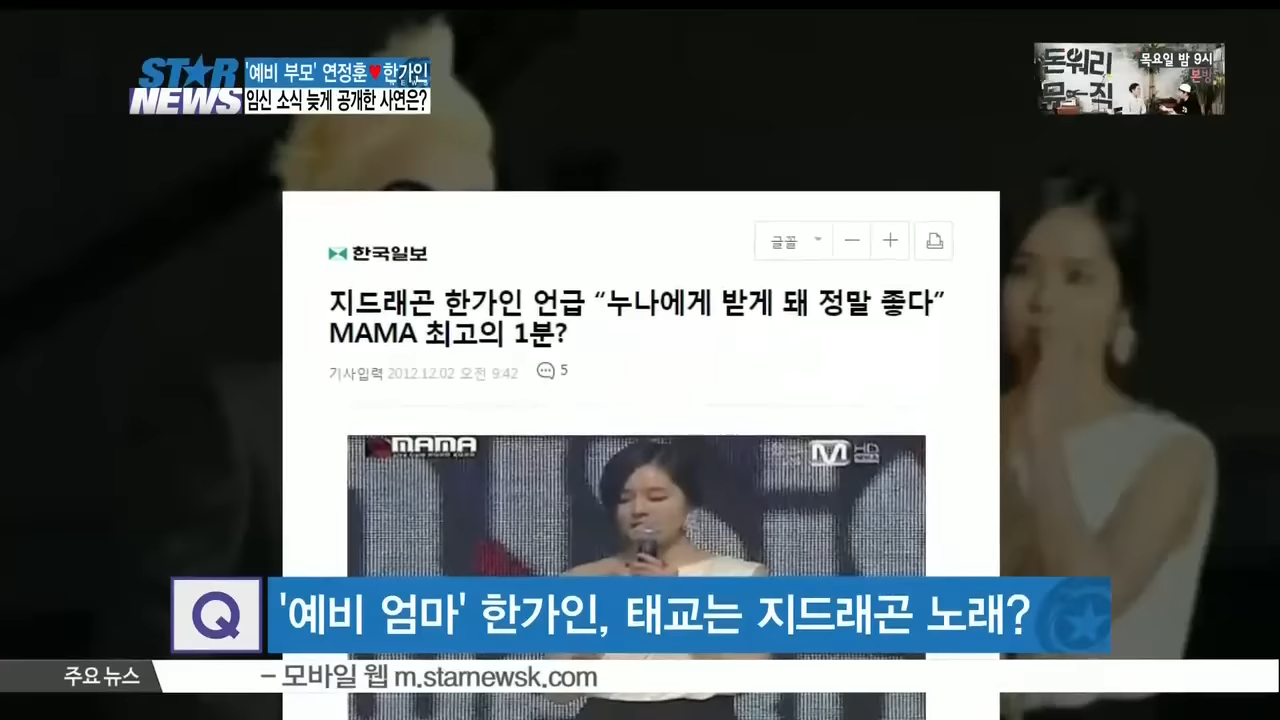 STAR NEWS
'예비 부모' 연정훈♥한가인
임신 소식 늦게 공개한 사연은?
돈워리 뮤직
목요일 밤 9시
본방
한국일보
글꼴
지드래곤 한가인 언급 “누나에게 받게 돼 정말 좋다”
MAMA 최고의 1분?
기사입력 2012.12.02 오전 9:42
5
MAMA
M HD
Q '예비 엄마' 한가인, 태교는 지드래곤 노래?
주요 뉴스
– 모바일 웹 m.starnewsk.com